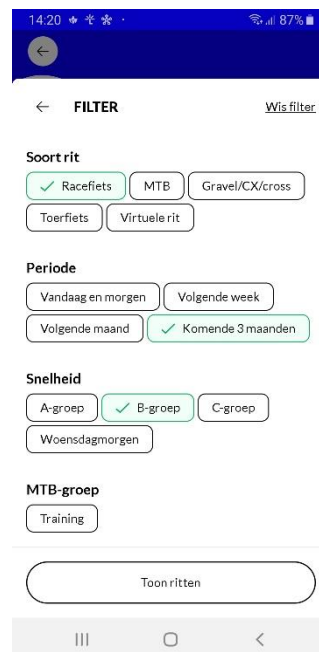 14:20 87%
FILTER Wis filter
Soort rit
Racefiets MTB Gravel/CX/cross
Toerfiets Virtuele rit
Periode
Vandaag en morgen Volgende week
Volgende maand Komende 3 maanden
Snelheid
A-groep B-groep C-groep
Woensdagmorgen
MTB-groep
Training
Toon ritten